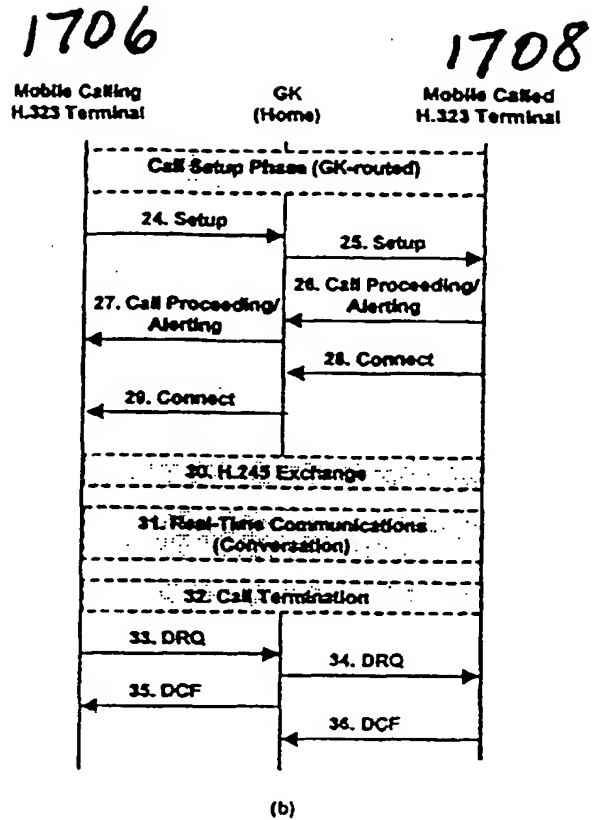 1706
1708
Mobile Calling
H.323 Terminal
GK
(Home)
Mobile Called
H.323 Terminal
Call Setup Phase (GK-routed)
24. Setup
25. Setup
26. Call Proceeding/
Alerting
27. Call Proceeding/
Alerting
28. Connect
29. Connect
30. H.245 Exchange
31. Real-Time Communications
(Conversation)
32. Call Termination
33. DRQ
34. DRQ
35. DCF
36. DCF
(b)